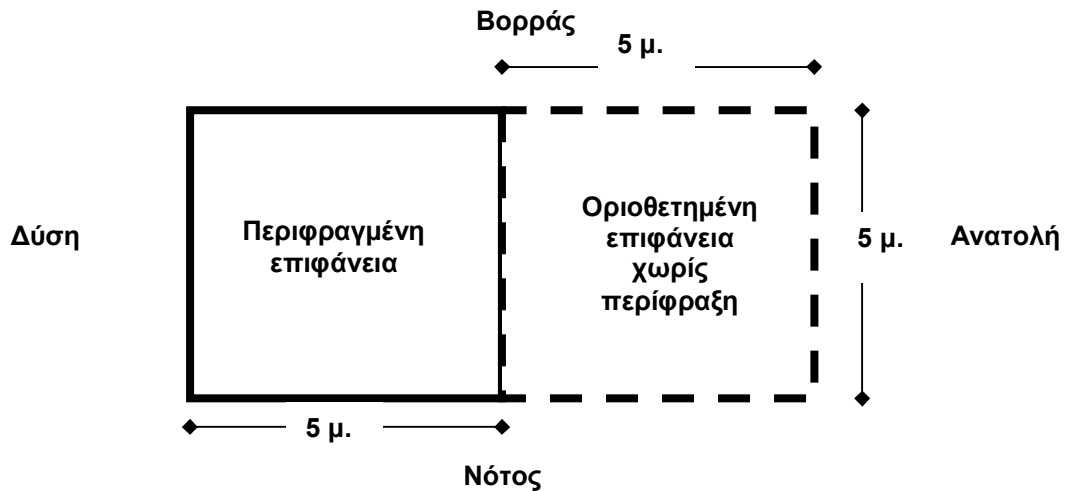 Βορράς
5 μ.
Δύση
Περιφραγμένη
επιφάνεια
Οριοθετημένη
επιφάνεια
χωρίς
περίφραξη
5 μ.
Ανατολή
5 μ.
Νότος